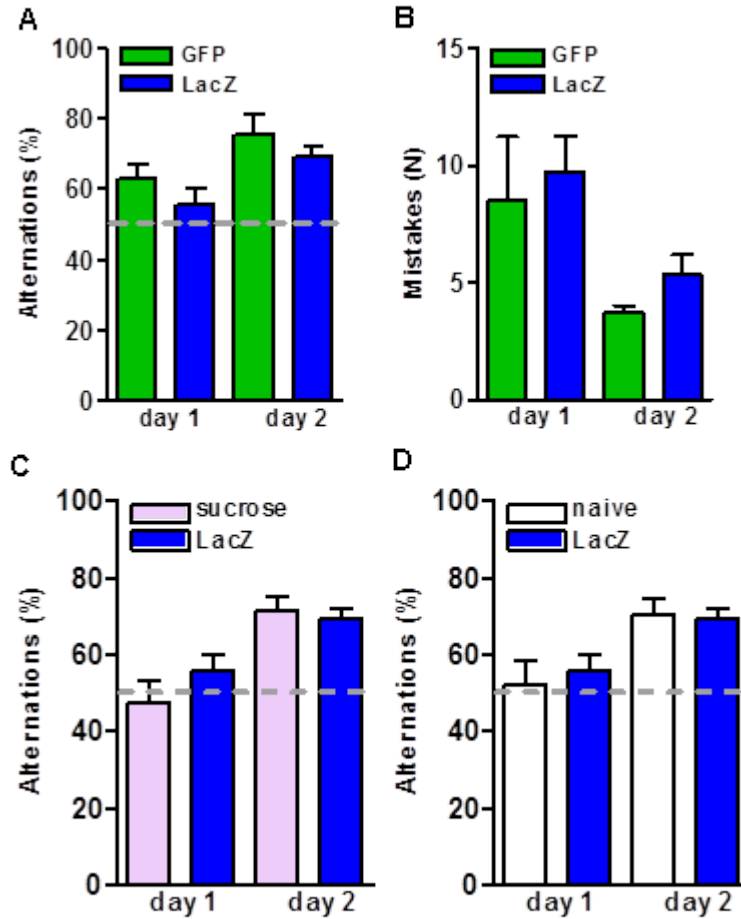 A
Alternations (%)
100
80
60
40
20
0
GFP
LacZ
day 1 day 2
B
Mistakes (N)
15
10
5
0
GFP
LacZ
day 1 day 2
C
Alternations (%)
100
80
60
40
20
0
sucrose
LacZ
day 1 day 2
D
Alternations (%)
100
80
60
40
20
0
naive
LacZ
day 1 day 2